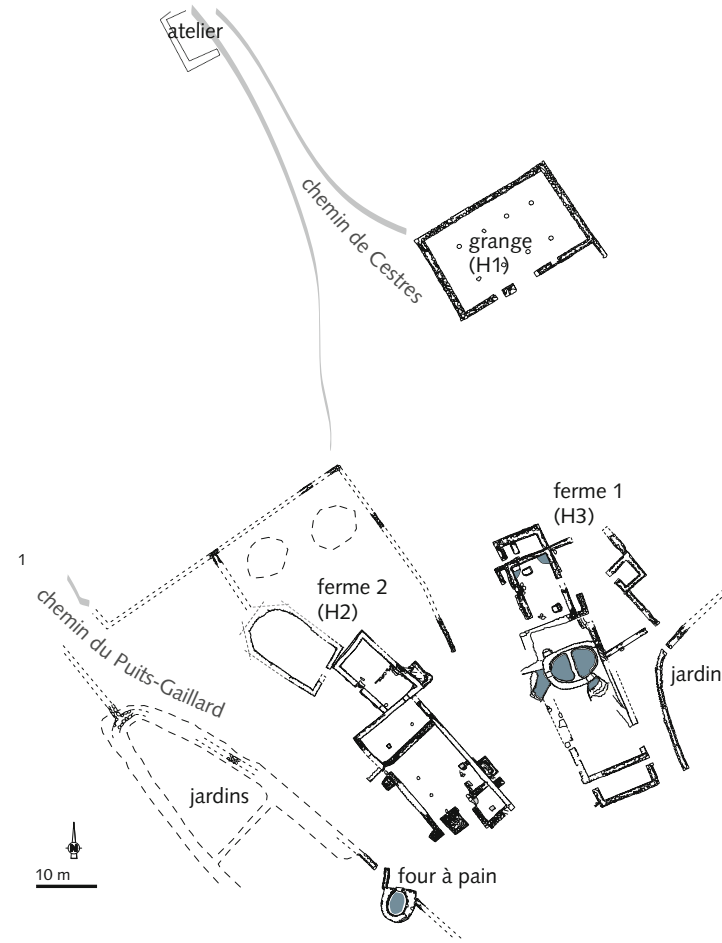 atelier
chemin de Cestres
grange
(H1)
ferme 1
(H3)
1
ferme 2
(H2)
chemin du Puits-Gaillard
jardin
jardins
N
10 m
four à pain